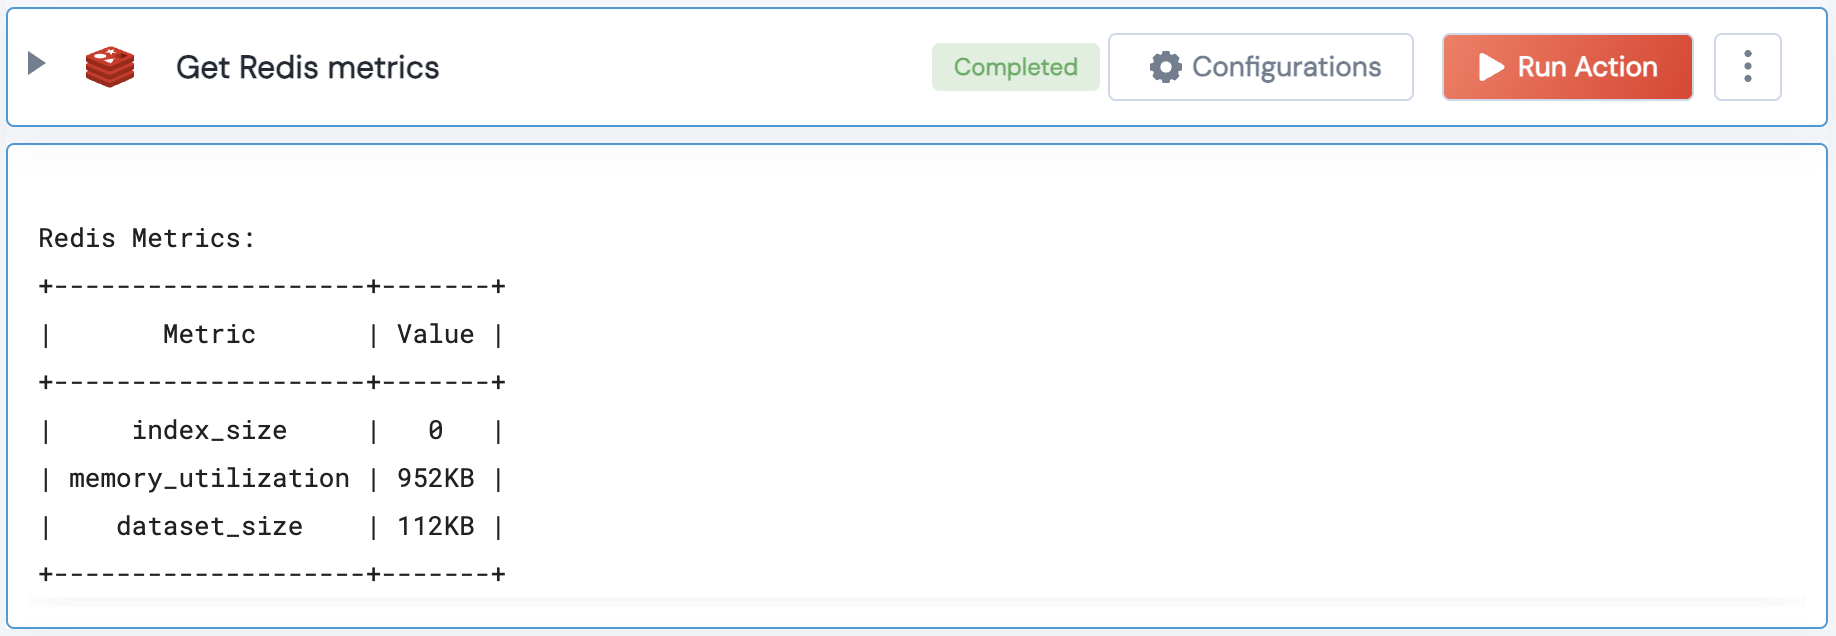 Get Redis metrics Completed Configurations Run Action
Redis Metrics:
+--------------------+-------+
|       Metric       | Value |
+--------------------+-------+
|     index_size     |   0   |
| memory_utilization | 952KB |
|    dataset_size    | 112KB |
+--------------------+-------+